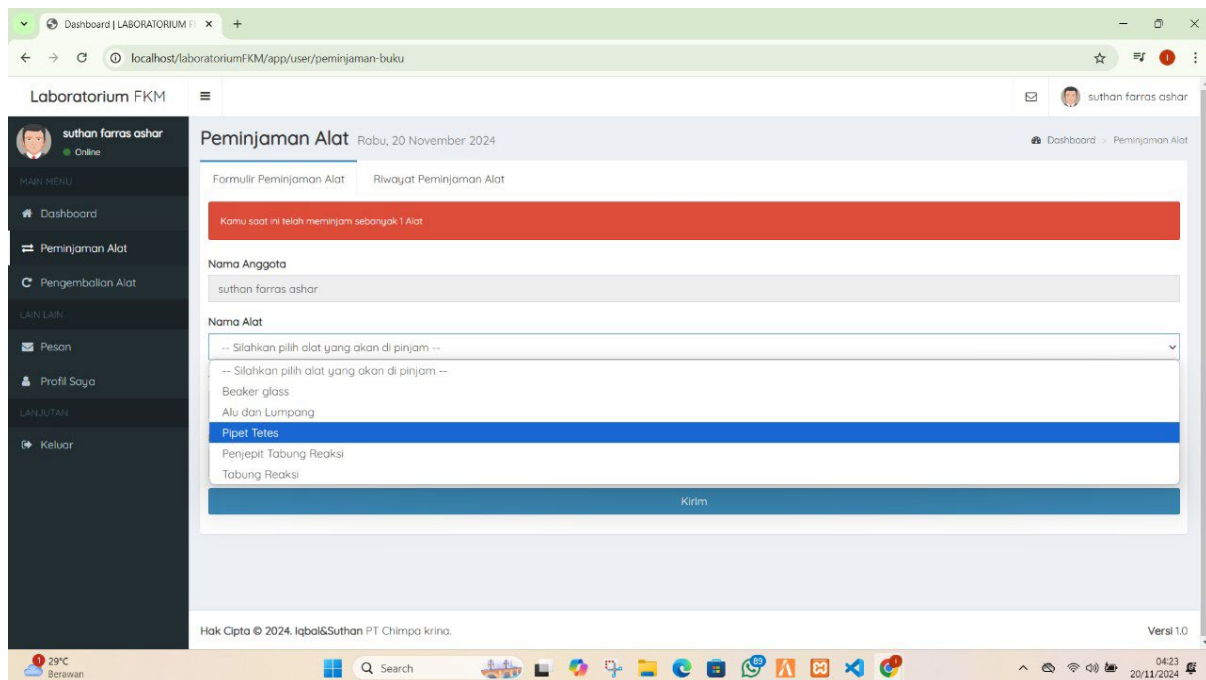 Dashboard | LABORATORIUM F
localhost/laboratoriumFKM/app/user/peminjaman-buku
Laboratorium FKM
suthan farras ashar
suthan farras ashar
Online
Peminjaman Alat Rabu, 20 November 2024
Dashboard > Peminjaman Alat
MAIN MENU
Dashboard
Peminjaman Alat
Pengembalian Alat
LAIN LAIN
Pesan
Profil Saya
LANJUTAN
Keluar
Formulir Peminjaman Alat
Riwayat Peminjaman Alat
Kamu saat ini telah meminjam sebanyak 1 Alat
Nama Anggota
suthan farras ashar
Nama Alat
-- Silahkan pilih alat yang akan di pinjam --
-- Silahkan pilih alat yang akan di pinjam --
Beaker glass
Alu dan Lumpang
Pipet Tetes
Penjepit Tabung Reaksi
Tabung Reaksi
Kirim
Hak Cipta © 2024. Iqbal&Suthan PT Chimpa krina.
Versi 1.0
1
29°C
Berawan
Search
89
04:23
20/11/2024